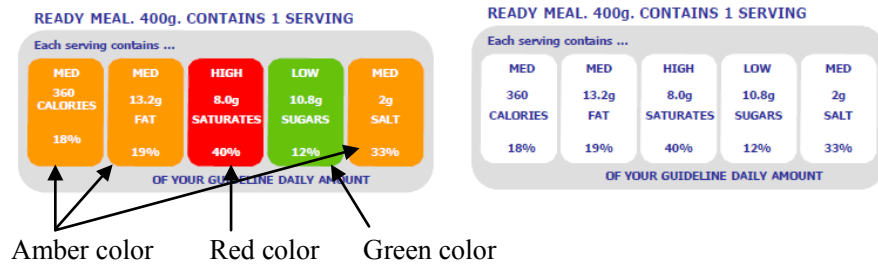 READY MEAL. 400g. CONTAINS 1 SERVING
Each serving contains ...
MED MED HIGH LOW MED
360 CALORIES 13.2g FAT 8.0g SATURATES 10.8g SUGARS 2g SALT
18% 19% 40% 12% 33%
OF YOUR GUIDELINE DAILY AMOUNT
Amber color Red color Green color
READY MEAL. 400g. CONTAINS 1 SERVING
Each serving contains ...
MED MED HIGH LOW MED
360 13.2g 8.0g 10.8g 2g
CALORIES FAT SATURATES SUGARS SALT
18% 19% 40% 12% 33%
OF YOUR GUIDELINE DAILY AMOUNT